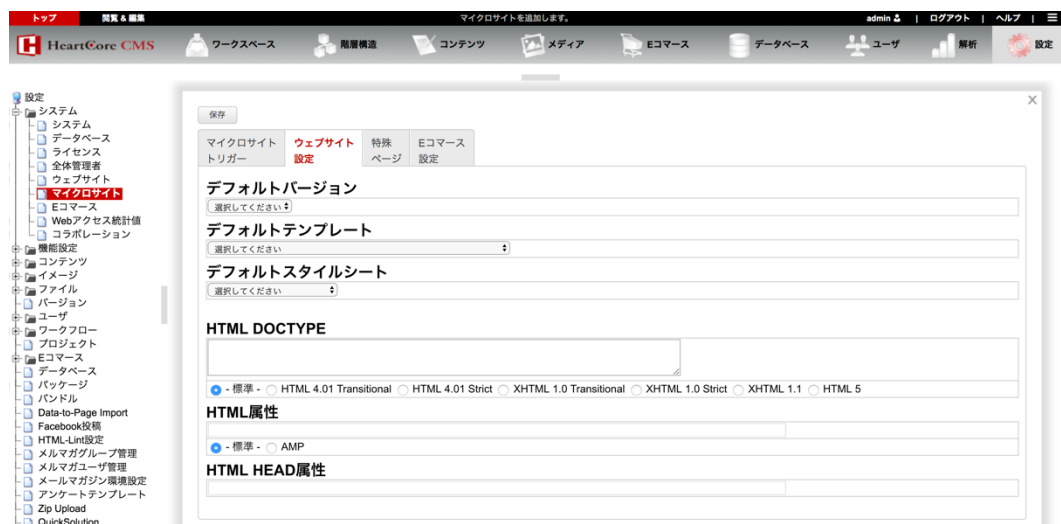 トップ 閲覧 & 編集 マイクロサイトを追加します。 admin | ログアウト | ヘルプ |
HeartCore CMS ワークスペース 階層構造 コンテンツ メディア Eコマース データベース ユーザ 解析 設定
設定
システム
システム
データベース
ライセンス
全体管理者
ウェブサイト
マイクロサイト
Eコマース
Webアクセス統計値
コラボレーション
機能設定
コンテンツ
イメージ
ファイル
バージョン
ユーザ
ワークフロー
プロジェクト
Eコマース
データベース
パッケージ
バンドル
Data-to-Page Import
Facebook投稿
HTML-Lint設定
メルマガグループ管理
メルマガユーザ管理
メールマガジン環境設定
アンケートテンプレート
Zip Upload
QuickSolution
保存
マイクロサイト ウェブサイト 特殊 Eコマース
トリガー 設定 ページ 設定
デフォルトバージョン
選択してください
デフォルトテンプレート
選択してください
デフォルトスタイルシート
選択してください
HTML DOCTYPE
- 標準 - HTML 4.01 Transitional HTML 4.01 Strict XHTML 1.0 Transitional XHTML 1.0 Strict XHTML 1.1 HTML 5
HTML属性
- 標準 - AMP
HTML HEAD属性